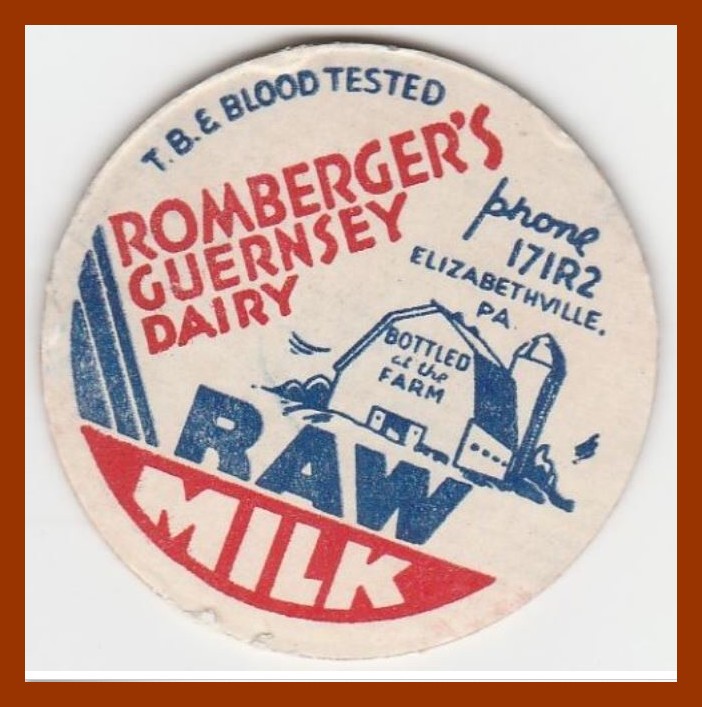 T.B. & BLOOD TESTED
ROMBERGER'S
GUERNSEY
DAIRY
phone
171R2
ELIZABETHVILLE,
PA.
BOTTLED
at the
FARM
RAW
MILK